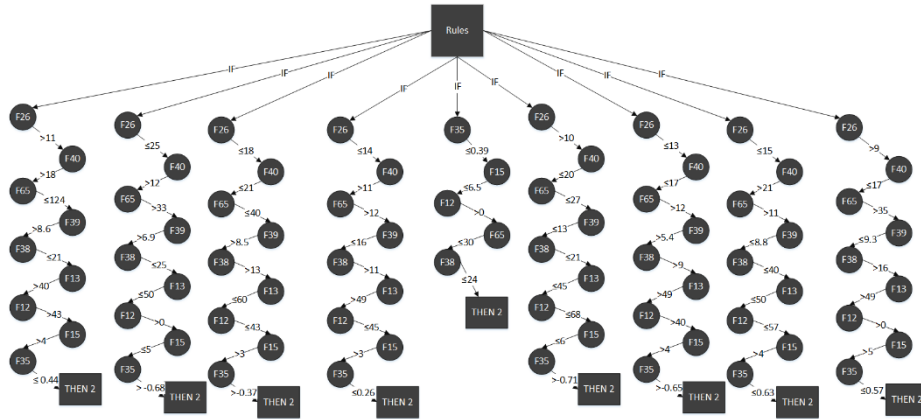 Rules
IF
F26
>11
F40
>18
F65
≤124
F39
>8.6
F38
≤21
F13
>40
F12
>43
F15
>4
F35
≤ 0.44
THEN 2
IF
F26
≤25
F40
>12
F65
>33
F39
>6.9
F38
≤25
F13
≤50
F12
>0
F15
≤5
F35
>-0.68
THEN 2
IF
F26
≤18
F40
≤21
F65
≤40
F39
>8.5
F38
>13
F13
≤60
F12
≤43
F15
>3
F35
>-0.37
THEN 2
IF
F26
≤14
F40
>11
F65
>12
F39
≤16
F38
>11
F13
>49
F12
≤45
F15
>3
F35
≤0.26
THEN 2
IF
F35
≤0.39
F15
≤6.5
F12
>0
F65
≤30
F38
≤24
THEN 2
IF
F26
>10
F40
≤20
F65
≤27
F39
≤13
F38
≤21
F13
≤45
F12
≤68
F15
≤6
F35
>-0.71
THEN 2
IF
F26
≤13
F40
≤17
F65
>12
F39
>5.4
F38
>9
F13
>49
F12
>40
F15
>4
F35
>-0.65
THEN 2
IF
F26
≤15
F40
>21
F65
>11
F39
≤8.8
F38
≤40
F13
≤50
F12
≤57
F15
>4
F35
≤0.63
THEN 2
IF
F26
>9
F40
≤17
F65
>35
F39
≤9.3
F38
>16
F13
>49
F12
>0
F15
>5
F35
≤0.57
THEN 2